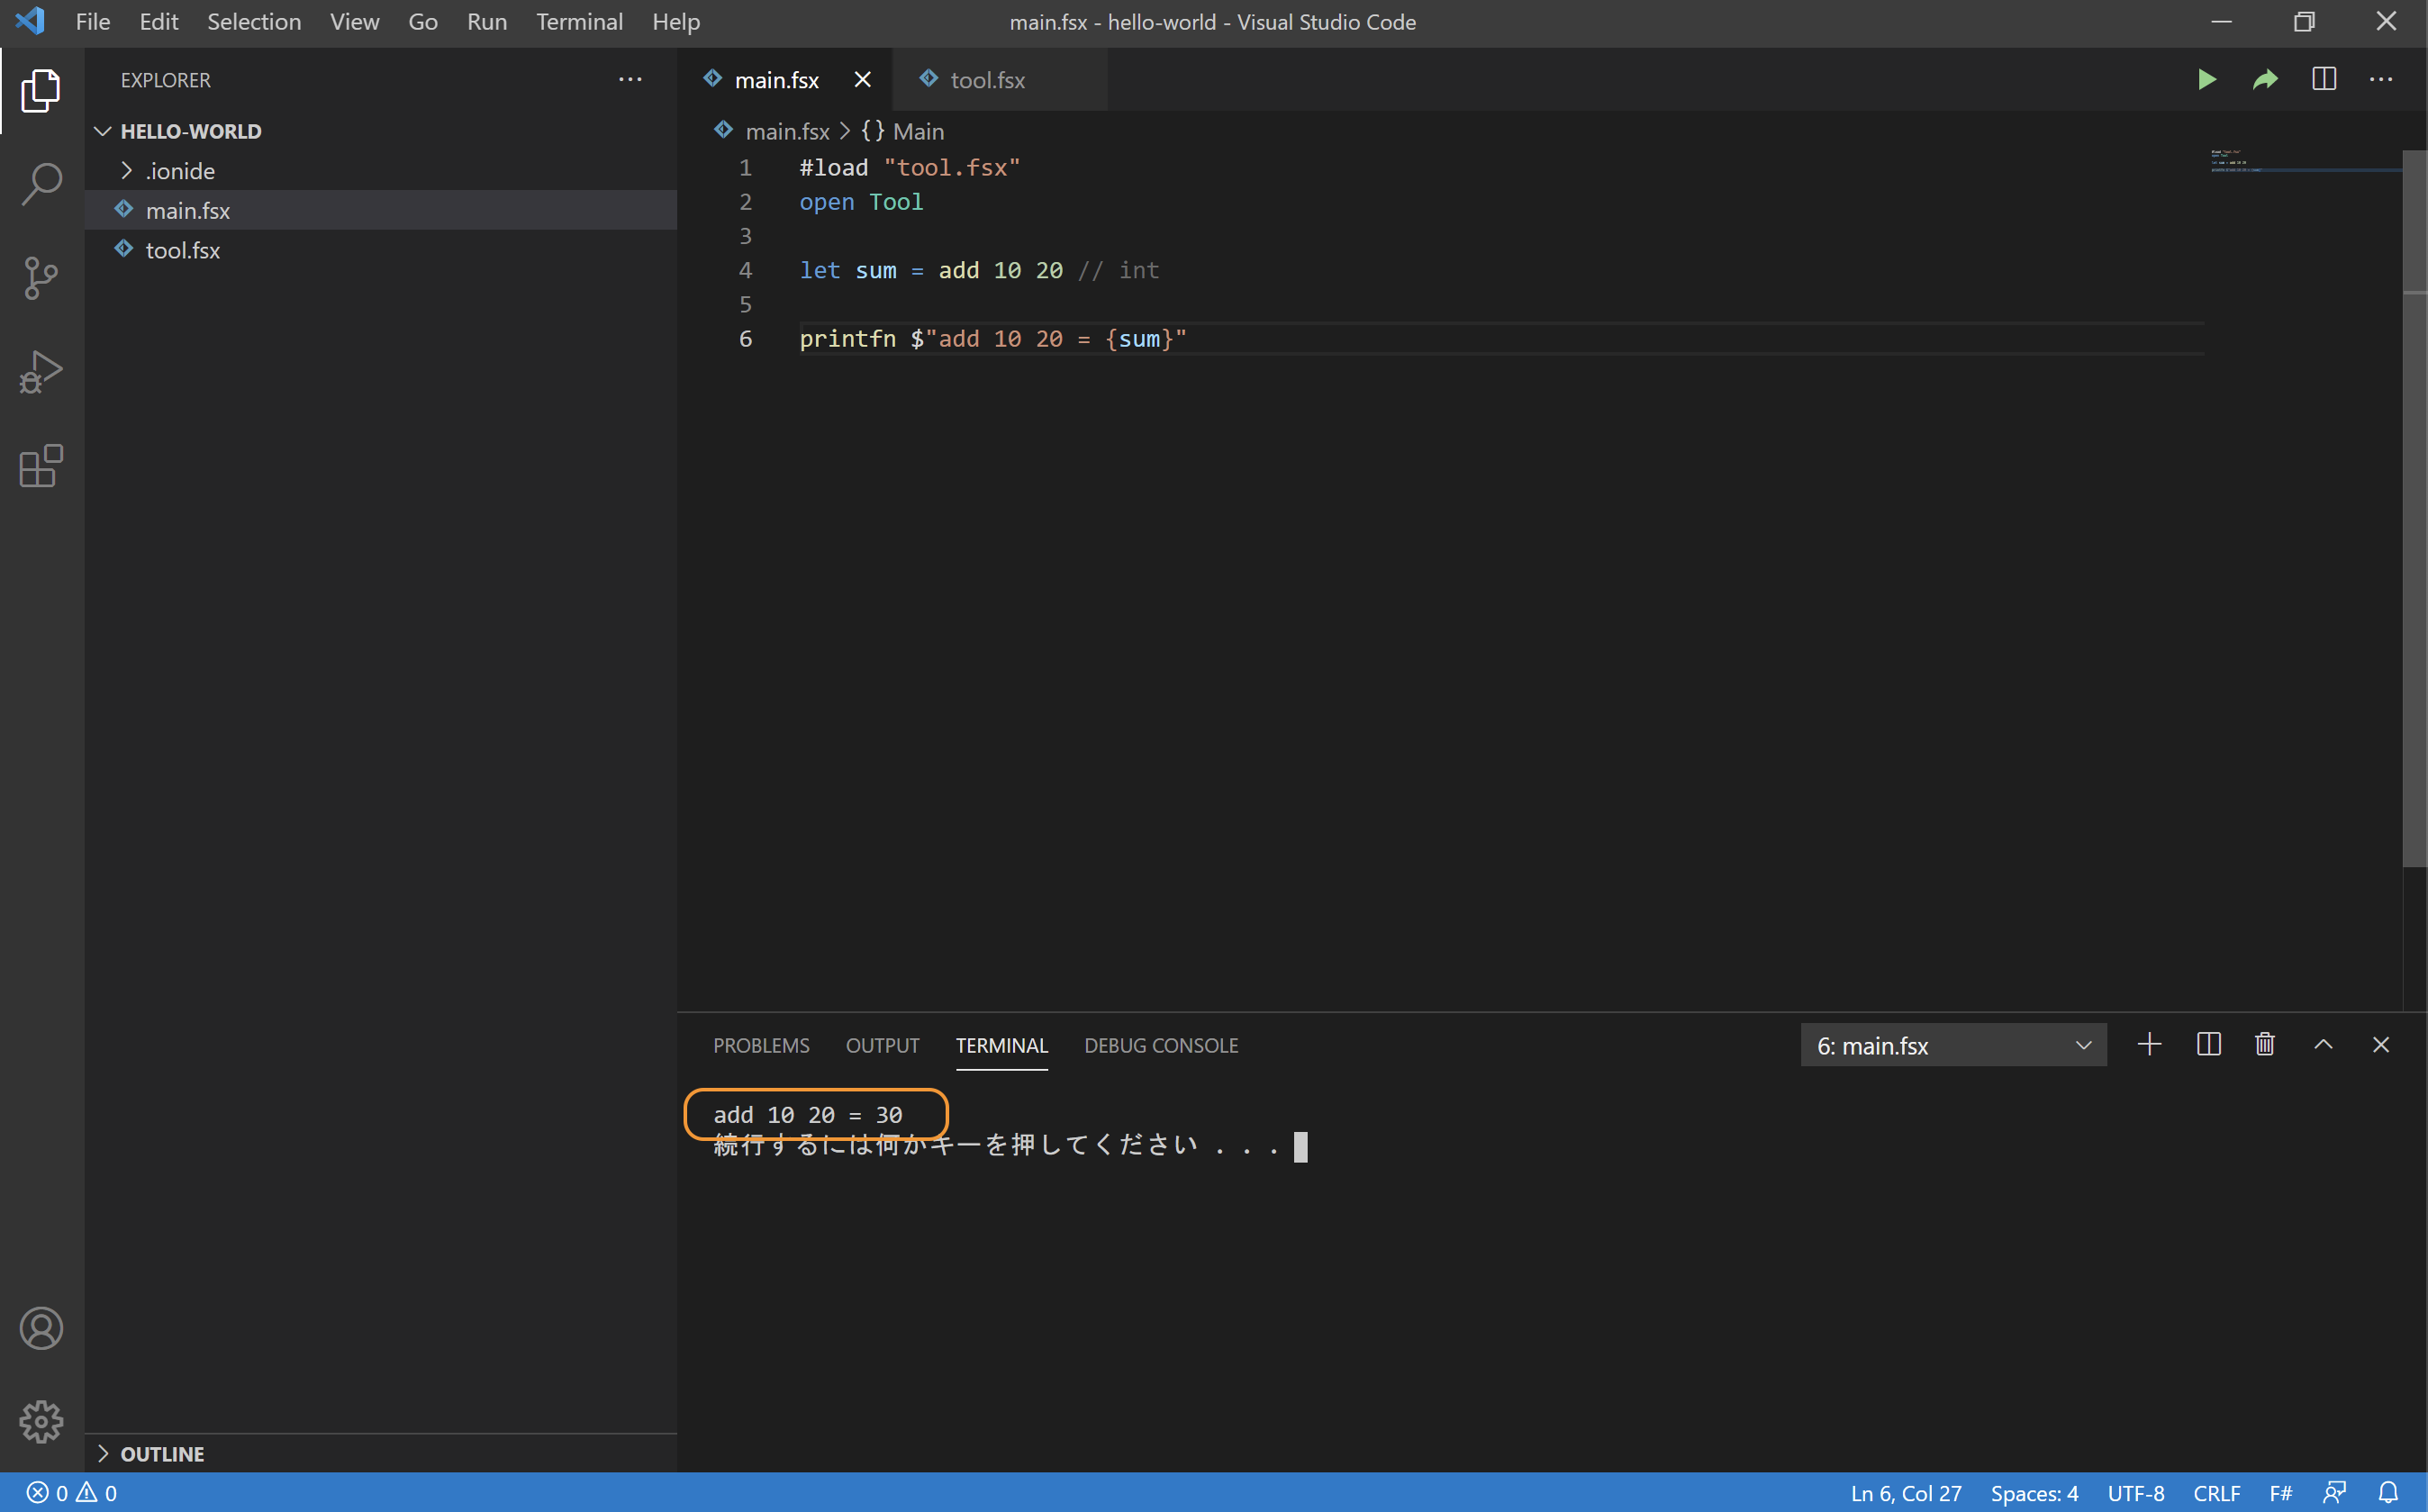 File Edit Selection View Go Run Terminal Help main.fsx - hello-world - Visual Studio Code
EXPLORER
HELLO-WORLD
.ionide
main.fsx
tool.fsx
OUTLINE
main.fsx tool.fsx
main.fsx > {} Main
1 #load "tool.fsx"
2 open Tool
3
4 let sum = add 10 20 // int
5
6 printfn $"add 10 20 = {sum}"
PROBLEMS OUTPUT TERMINAL DEBUG CONSOLE 6: main.fsx
add 10 20 = 30
続行するには何かキーを押してください . . .
0 0 Ln 6, Col 27 Spaces: 4 UTF-8 CRLF F#